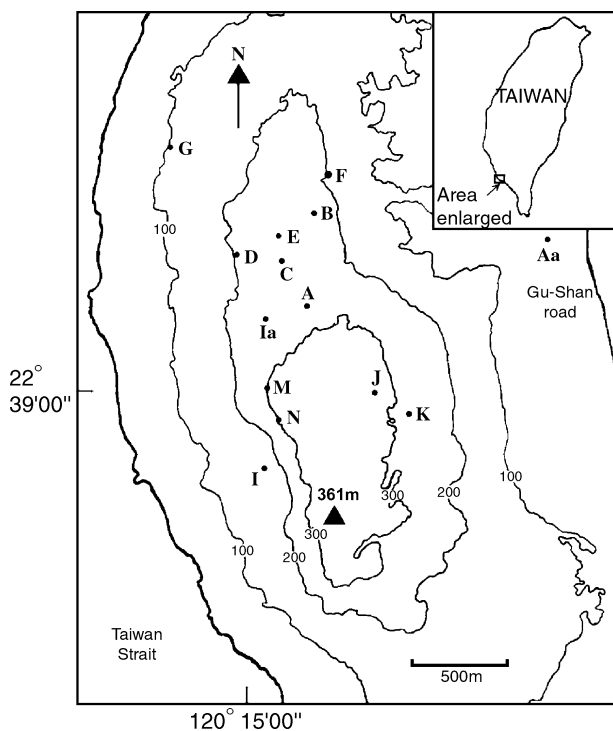 N
TAIWAN
Area
enlarged
G
F
B
100
E
D
C
Aa
Gu-Shan
road
A
Ia
22°
39'00"
M
J
N
K
I
361m
300
200
100
300
100
200
Taiwan
Strait
500m
120° 15'00"